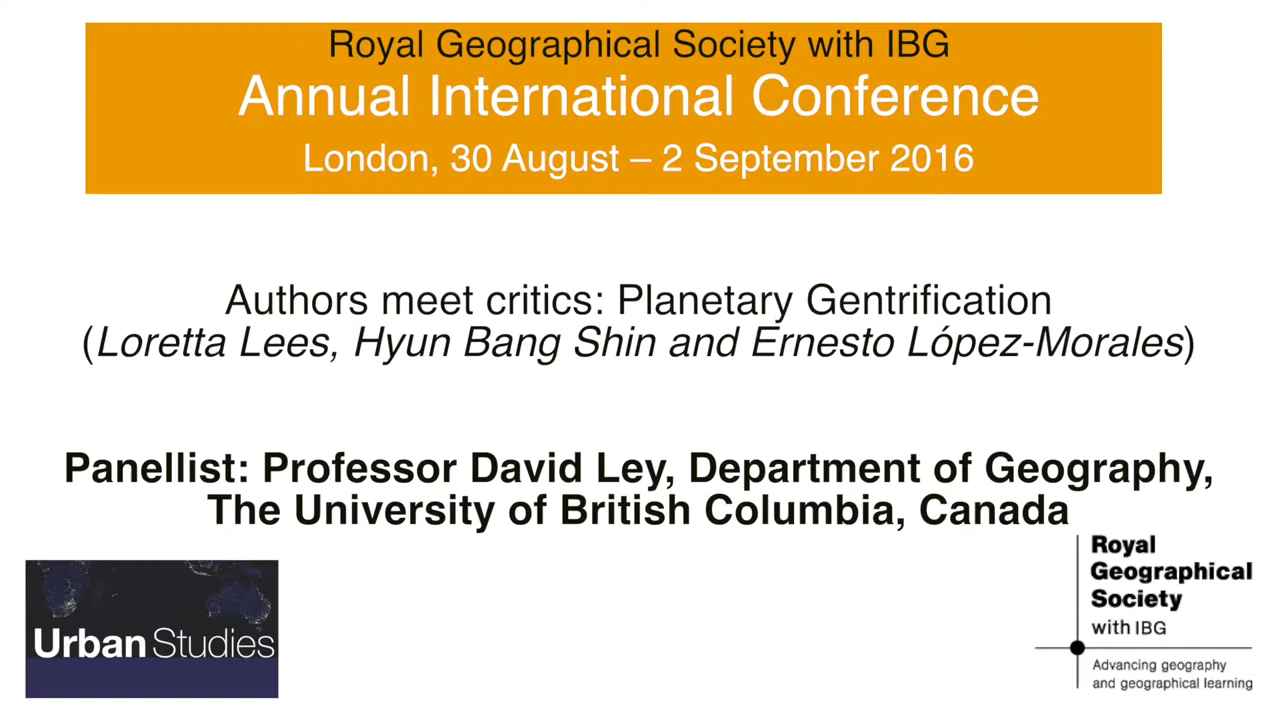 Royal Geographical Society with IBG
Annual International Conference
London, 30 August – 2 September 2016
Authors meet critics: Planetary Gentrification
(Loretta Lees, Hyun Bang Shin and Ernesto López-Morales)
Panellist: Professor David Ley, Department of Geography,
The University of British Columbia, Canada
Urban Studies
Royal
Geographical
Society
with IBG
Advancing geography
and geographical learning